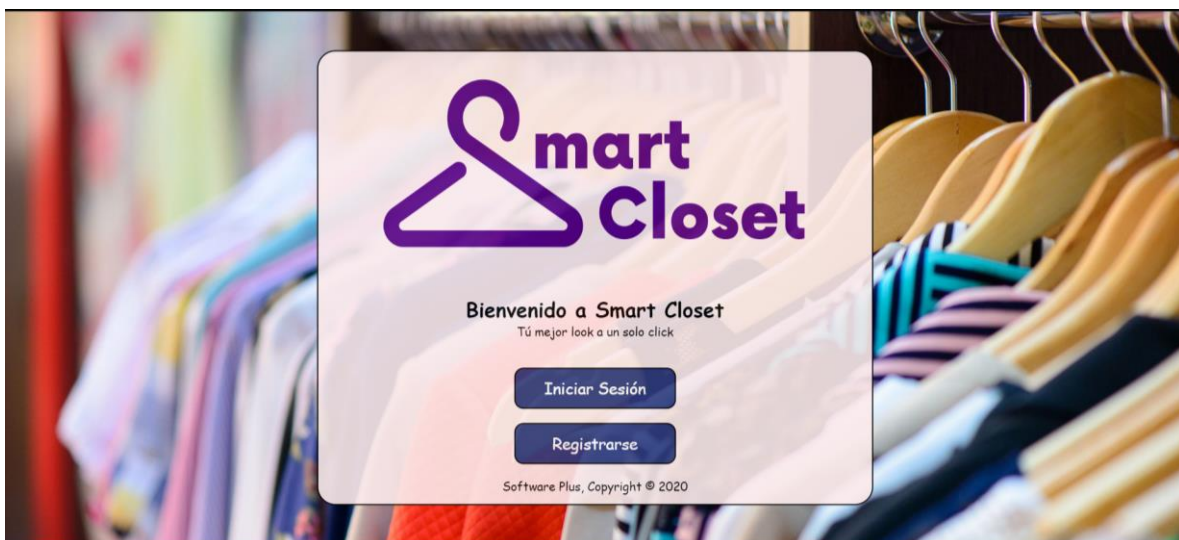 Smart
Closet
Bienvenido a Smart Closet
Tú mejor look a un solo click
Iniciar Sesión
Registrarse
Software Plus, Copyright © 2020